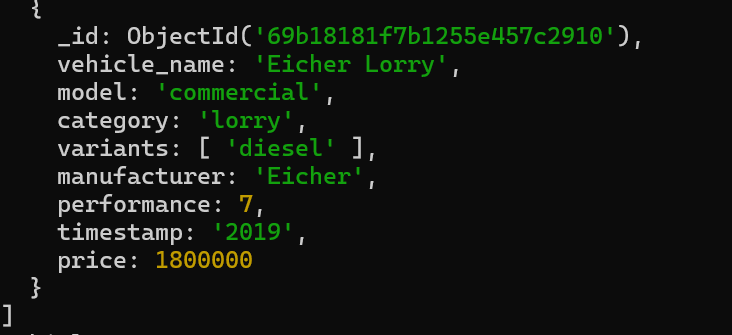 {
_id: ObjectId('69b18181f7b1255e457c2910'),
vehicle_name: 'Eicher Lorry',
model: 'commercial',
category: 'lorry',
variants: [ 'diesel' ],
manufacturer: 'Eicher',
performance: 7,
timestamp: '2019',
price: 1800000
}
]